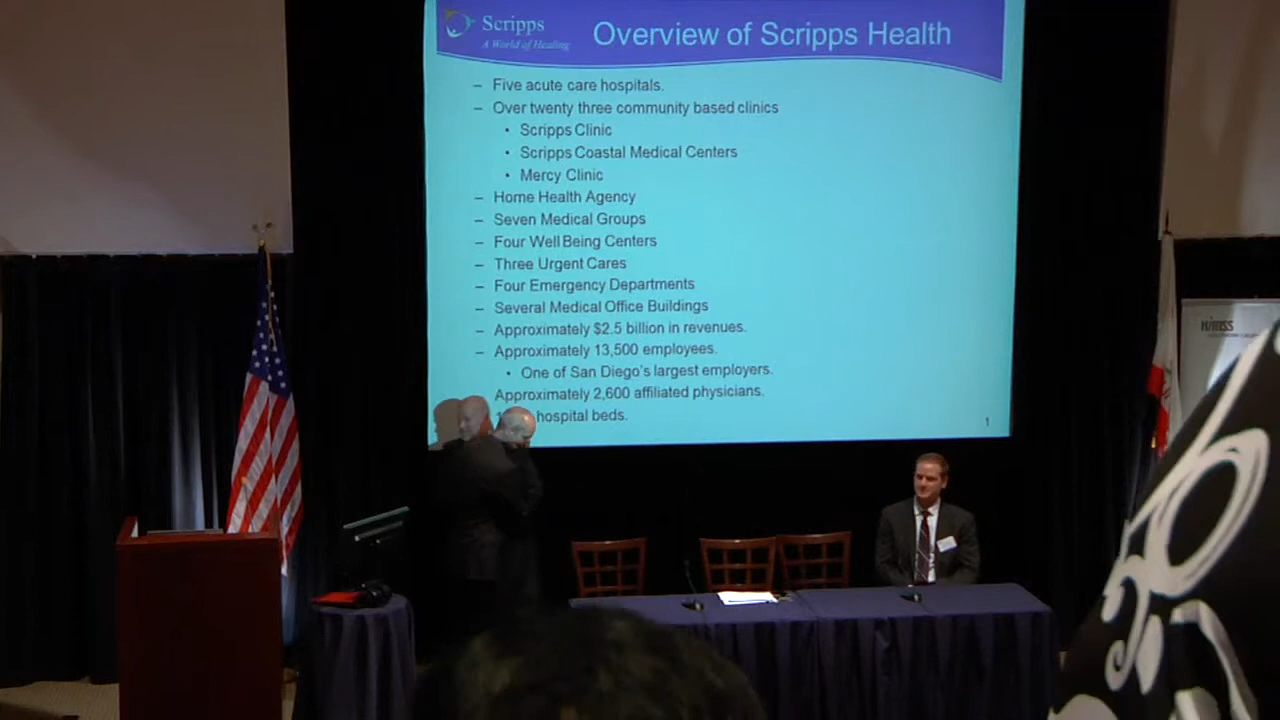 Scripps
A World of Healing
Overview of Scripps Health
– Five acute care hospitals.
– Over twenty three community based clinics
• Scripps Clinic
• Scripps Coastal Medical Centers
• Mercy Clinic
– Home Health Agency
– Seven Medical Groups
– Four Well Being Centers
– Three Urgent Cares
– Four Emergency Departments
– Several Medical Office Buildings
– Approximately $2.5 billion in revenues.
– Approximately 13,500 employees.
• One of San Diego's largest employers.
Approximately 2,600 affiliated physicians.
hospital beds.
1
HIMSS